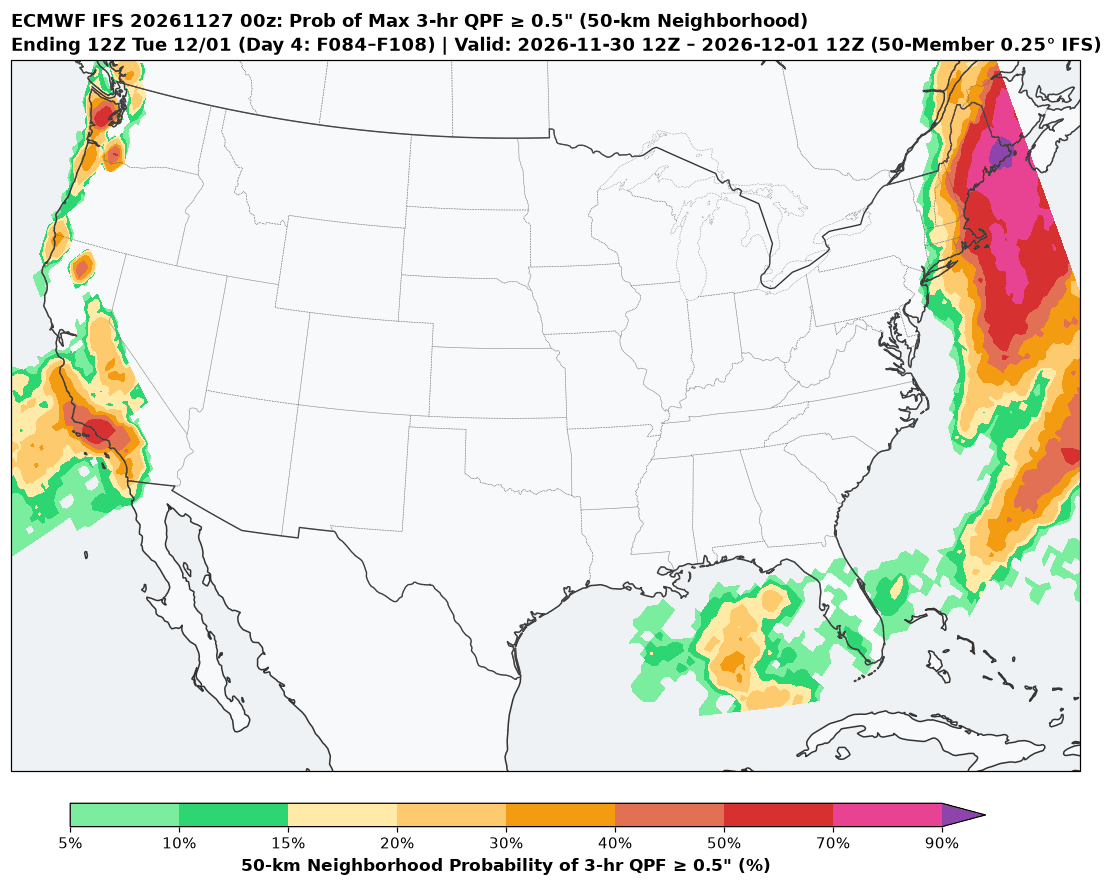 ECMWF IFS 20261127 00z: Prob of Max 3-hr QPF ≥ 0.5" (50-km Neighborhood)
Ending 12Z Tue 12/01 (Day 4: F084–F108) | Valid: 2026-11-30 12Z – 2026-12-01 12Z (50-Member 0.25° IFS)
5% 10% 15% 20% 30% 40% 50% 70% 90%
50-km Neighborhood Probability of 3-hr QPF ≥ 0.5" (%)